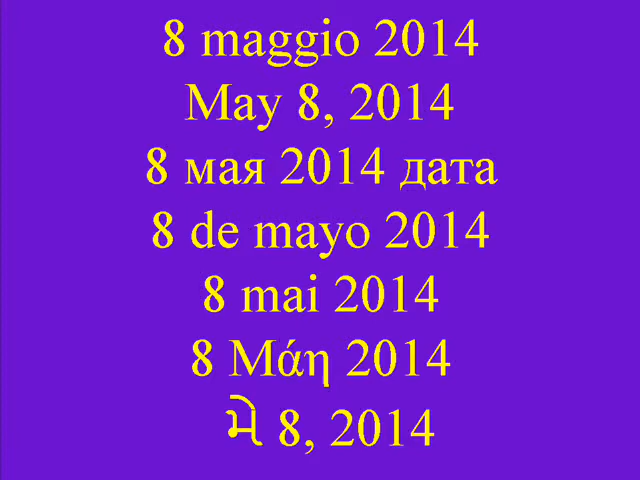 8 maggio 2014
May 8, 2014
8 мая 2014 дата
8 de mayo 2014
8 mai 2014
8 Μάη 2014
મે 8, 2014